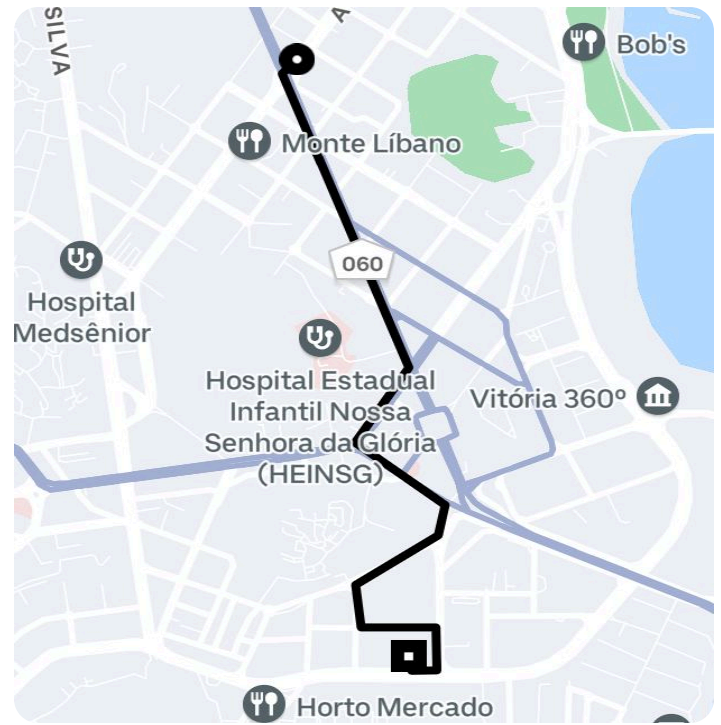 SILVA
A
Bob's
Monte Líbano
060
Hospital
Medsênior
Hospital Estadual
Infantil Nossa
Senhora da Glória
(HEINSG)
Vitória 360º
Horto Mercado